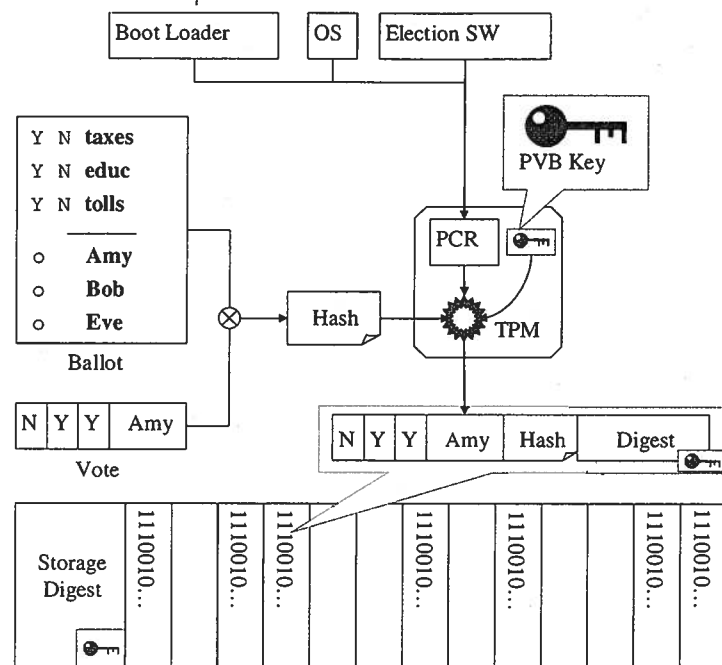 Boot Loader
OS
Election SW
PVB Key
Y N taxes
Y N educ
Y N tolls
Amy
Bob
Eve
Ballot
PCR
TPM
Hash
N Y Y Amy
Vote
N Y Y Amy Hash Digest
Storage
Digest
1110010...
1110010...
1110010...
1110010...
1110010...
1110010...
1110010...